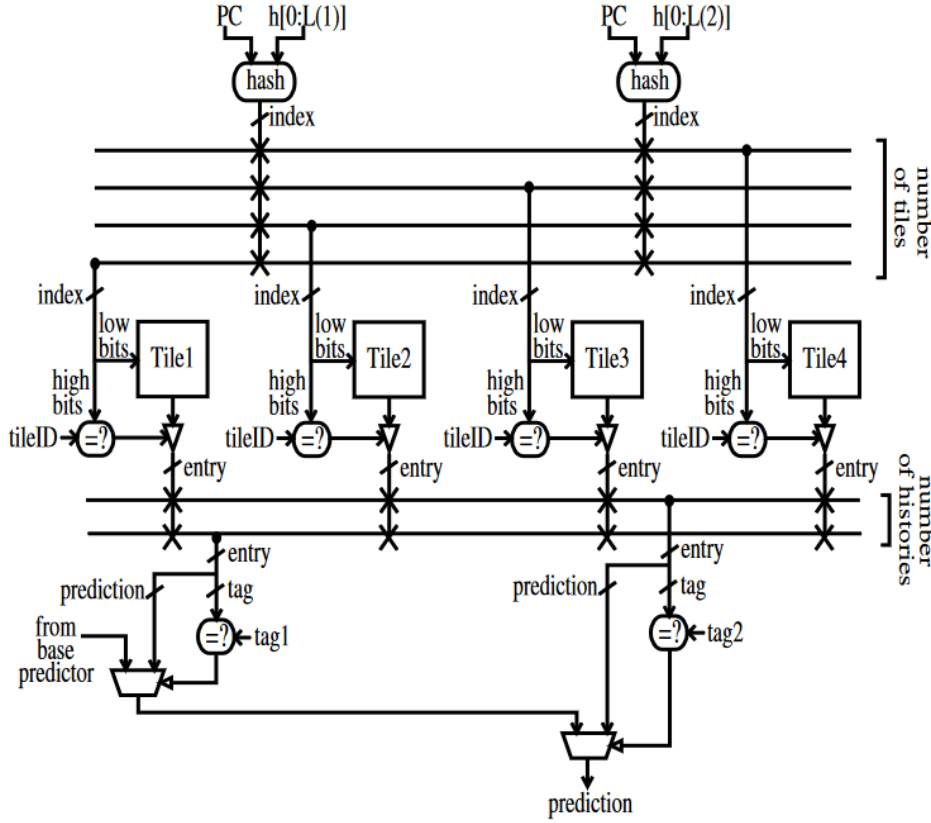 PC h[0:L(1)] PC h[0:L(2)]
hash hash
index index
number
of tiles
index index index index
low
bits
Tile1
low
bits
Tile2
low
bits
Tile3
low
bits
Tile4
high
bits
high
bits
high
bits
high
bits
tileID =? tileID =? tileID =? tileID =?
entry entry entry entry
number
of histories
entry entry
prediction tag prediction tag
from
base
predictor
=? tag1 =? tag2
prediction